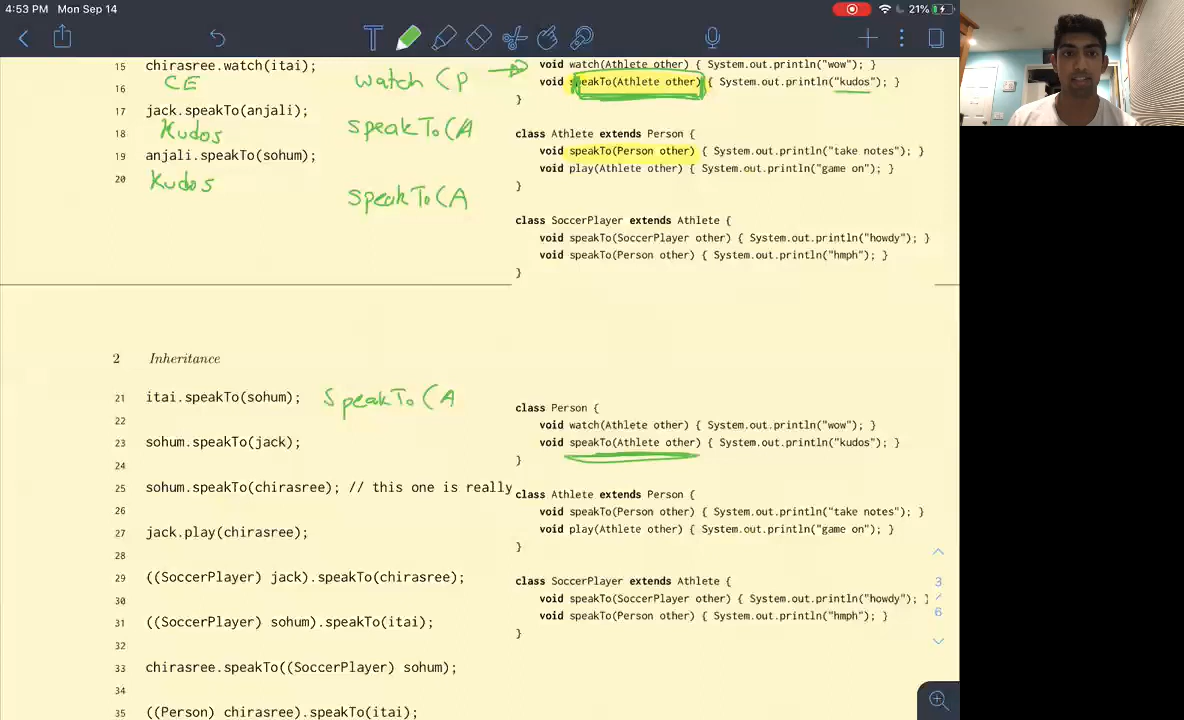 4:53 PM Mon Sep 14
21%
15 chirasree.watch(itai);
CE
watch (P
16
17 jack.speakTo(anjali);
Kudos
speakTo(A
18
19 anjali.speakTo(sohum);
Kudos
speakTo(A
20
void watch(Athlete other) { System.out.println("wow"); }
void speakTo(Athlete other) { System.out.println("kudos"); }
}
class Athlete extends Person {
void speakTo(Person other) { System.out.println("take notes"); }
void play(Athlete other) { System.out.println("game on"); }
}
class SoccerPlayer extends Athlete {
void speakTo(SoccerPlayer other) { System.out.println("howdy"); }
void speakTo(Person other) { System.out.println("hmph"); }
}
2 Inheritance
21 itai.speakTo(sohum);
SpeakTo(A
22
23 sohum.speakTo(jack);
24
25 sohum.speakTo(chirasree); // this one is really
26
27 jack.play(chirasree);
28
29 ((SoccerPlayer) jack).speakTo(chirasree);
30
31 ((SoccerPlayer) sohum).speakTo(itai);
32
33 chirasree.speakTo((SoccerPlayer) sohum);
34
35 ((Person) chirasree).speakTo(itai);
class Person {
void watch(Athlete other) { System.out.println("wow"); }
void speakTo(Athlete other) { System.out.println("kudos"); }
}
class Athlete extends Person {
void speakTo(Person other) { System.out.println("take notes"); }
void play(Athlete other) { System.out.println("game on"); }
}
class SoccerPlayer extends Athlete {
void speakTo(SoccerPlayer other) { System.out.println("howdy"); }
void speakTo(Person other) { System.out.println("hmph"); }
}
3
/
6